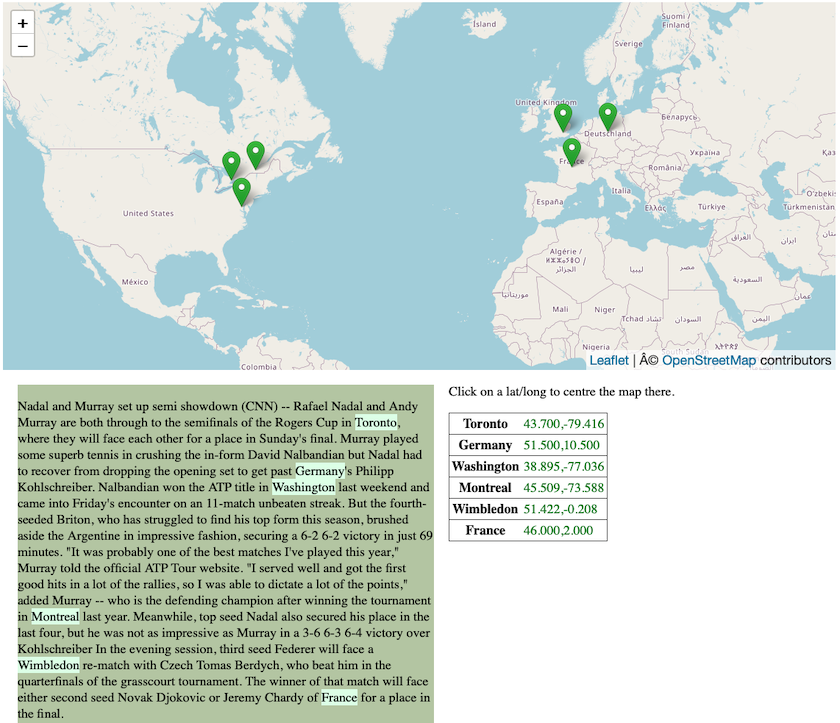 +
−
Ísland
Suomi /
Finland
Sverige
United Kingdom
Беларусь
Deutschland
Україна
France
România
Italia
España
Ελλάς
Türkiye
United States
México
Colombia
Algérie /
ⵍⵣⵣⴰⵢⴻⵔ /
الجزائر
ليبيا
مصر
العراق
ایران
السعودية
عمان
اليمن
موريتانيا
Mali
Niger
Tchad تشاد
السودان
Nigeria
Leaflet | Â© OpenStreetMap contributors
Nadal and Murray set up semi showdown (CNN) -- Rafael Nadal and Andy
Murray are both through to the semifinals of the Rogers Cup in Toronto,
where they will face each other for a place in Sunday's final. Murray played
some superb tennis in crushing the in-form David Nalbandian but Nadal had
to recover from dropping the opening set to get past Germany's Philipp
Kohlschreiber. Nalbandian won the ATP title in Washington last weekend and
came into Friday's encounter on an 11-match unbeaten streak. But the fourth-
seeded Briton, who has struggled to find his top form this season, brushed
aside the Argentine in impressive fashion, securing a 6-2 6-2 victory in just 69
minutes. "It was probably one of the best matches I've played this year,"
Murray told the official ATP Tour website. "I served well and got the first
good hits in a lot of the rallies, so I was able to dictate a lot of the points,"
added Murray -- who is the defending champion after winning the tournament
in Montreal last year. Meanwhile, top seed Nadal also secured his place in the
last four, but he was not as impressive as Murray in a 3-6 6-3 6-4 victory over
Kohlschreiber In the evening session, third seed Federer will face a
Wimbledon re-match with Czech Tomas Berdych, who beat him in the
quarterfinals of the grasscourt tournament. The winner of that match will face
either second seed Novak Djokovic or Jeremy Chardy of France for a place in
the final.
Click on a lat/long to centre the map there.
Toronto 43.700,-79.416
Germany 51.500,10.500
Washington 38.895,-77.036
Montreal 45.509,-73.588
Wimbledon 51.422,-0.208
France 46.000,2.000